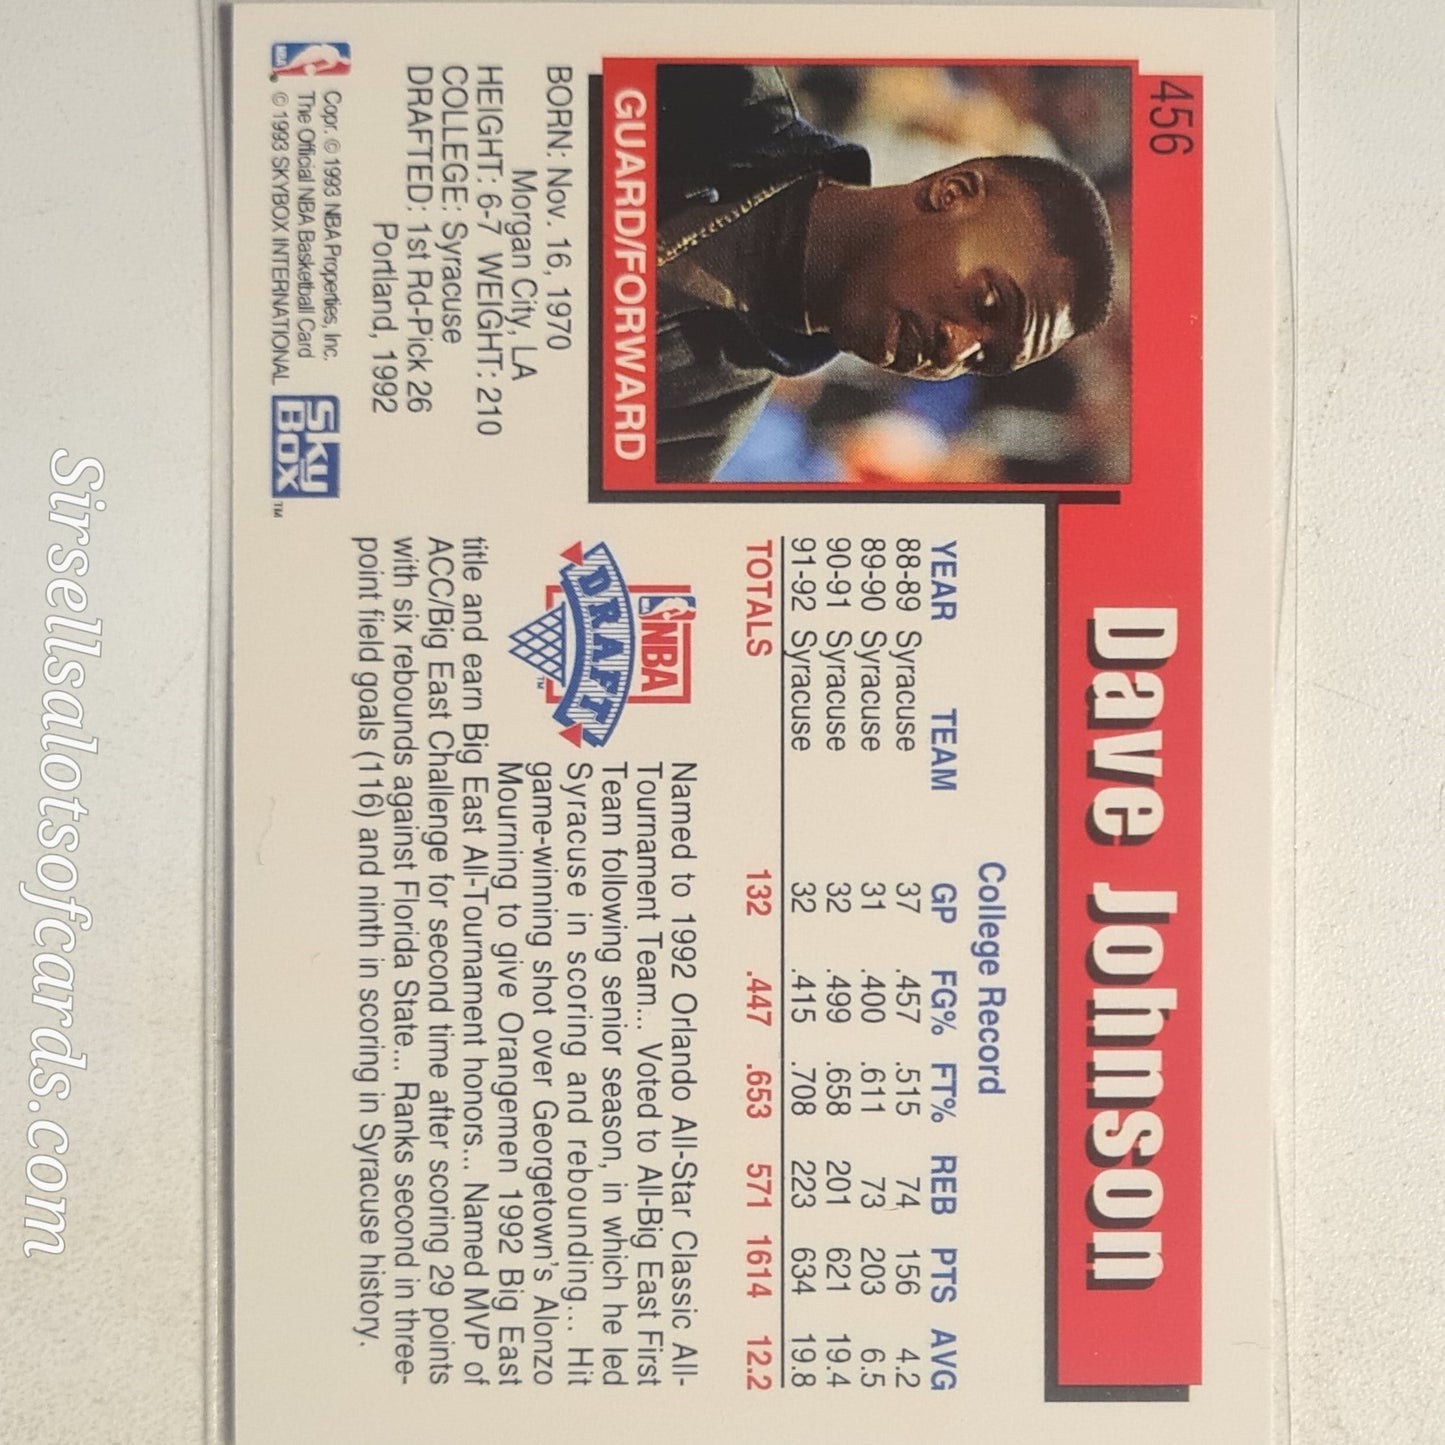 456
Dave Johnson
GUARD/FORWARD
BORN: Nov. 16, 1970
Morgan City, LA
HEIGHT: 6-7 WEIGHT: 210
COLLEGE: Syracuse
DRAFTED: 1st Rd-Pick 26
Portland, 1992
College Record
YEAR TEAM GP FG% FT% REB PTS AVG
88-89 Syracuse 37 .457 .515 74 156 4.2
89-90 Syracuse 31 .400 .611 73 203 6.5
90-91 Syracuse 32 .499 .658 201 621 19.4
91-92 Syracuse 32 .415 .708 223 634 19.8
TOTALS 132 .447 .653 571 1614 12.2
NBA
DRAFT
TM
Named to 1992 Orlando All-Star Classic All-
Tournament Team... Voted to All-Big East First
Team following senior season, in which he led
Syracuse in scoring and rebounding... Hit
game-winning shot over Georgetown's Alonzo
Mourning to give Orangemen 1992 Big East
title and earn Big East All-Tournament honors... Named MVP of
ACC/Big East Challenge for second time after scoring 29 points
with six rebounds against Florida State... Ranks second in three-
point field goals (116) and ninth in scoring in Syracuse history.
NBA
Copr. © 1993 NBA Properties, Inc.
The Official NBA Basketball Card
® © 1993 SKYBOX INTERNATIONAL
SKY
BOX
TM
Sirsellsalotsofcards.com